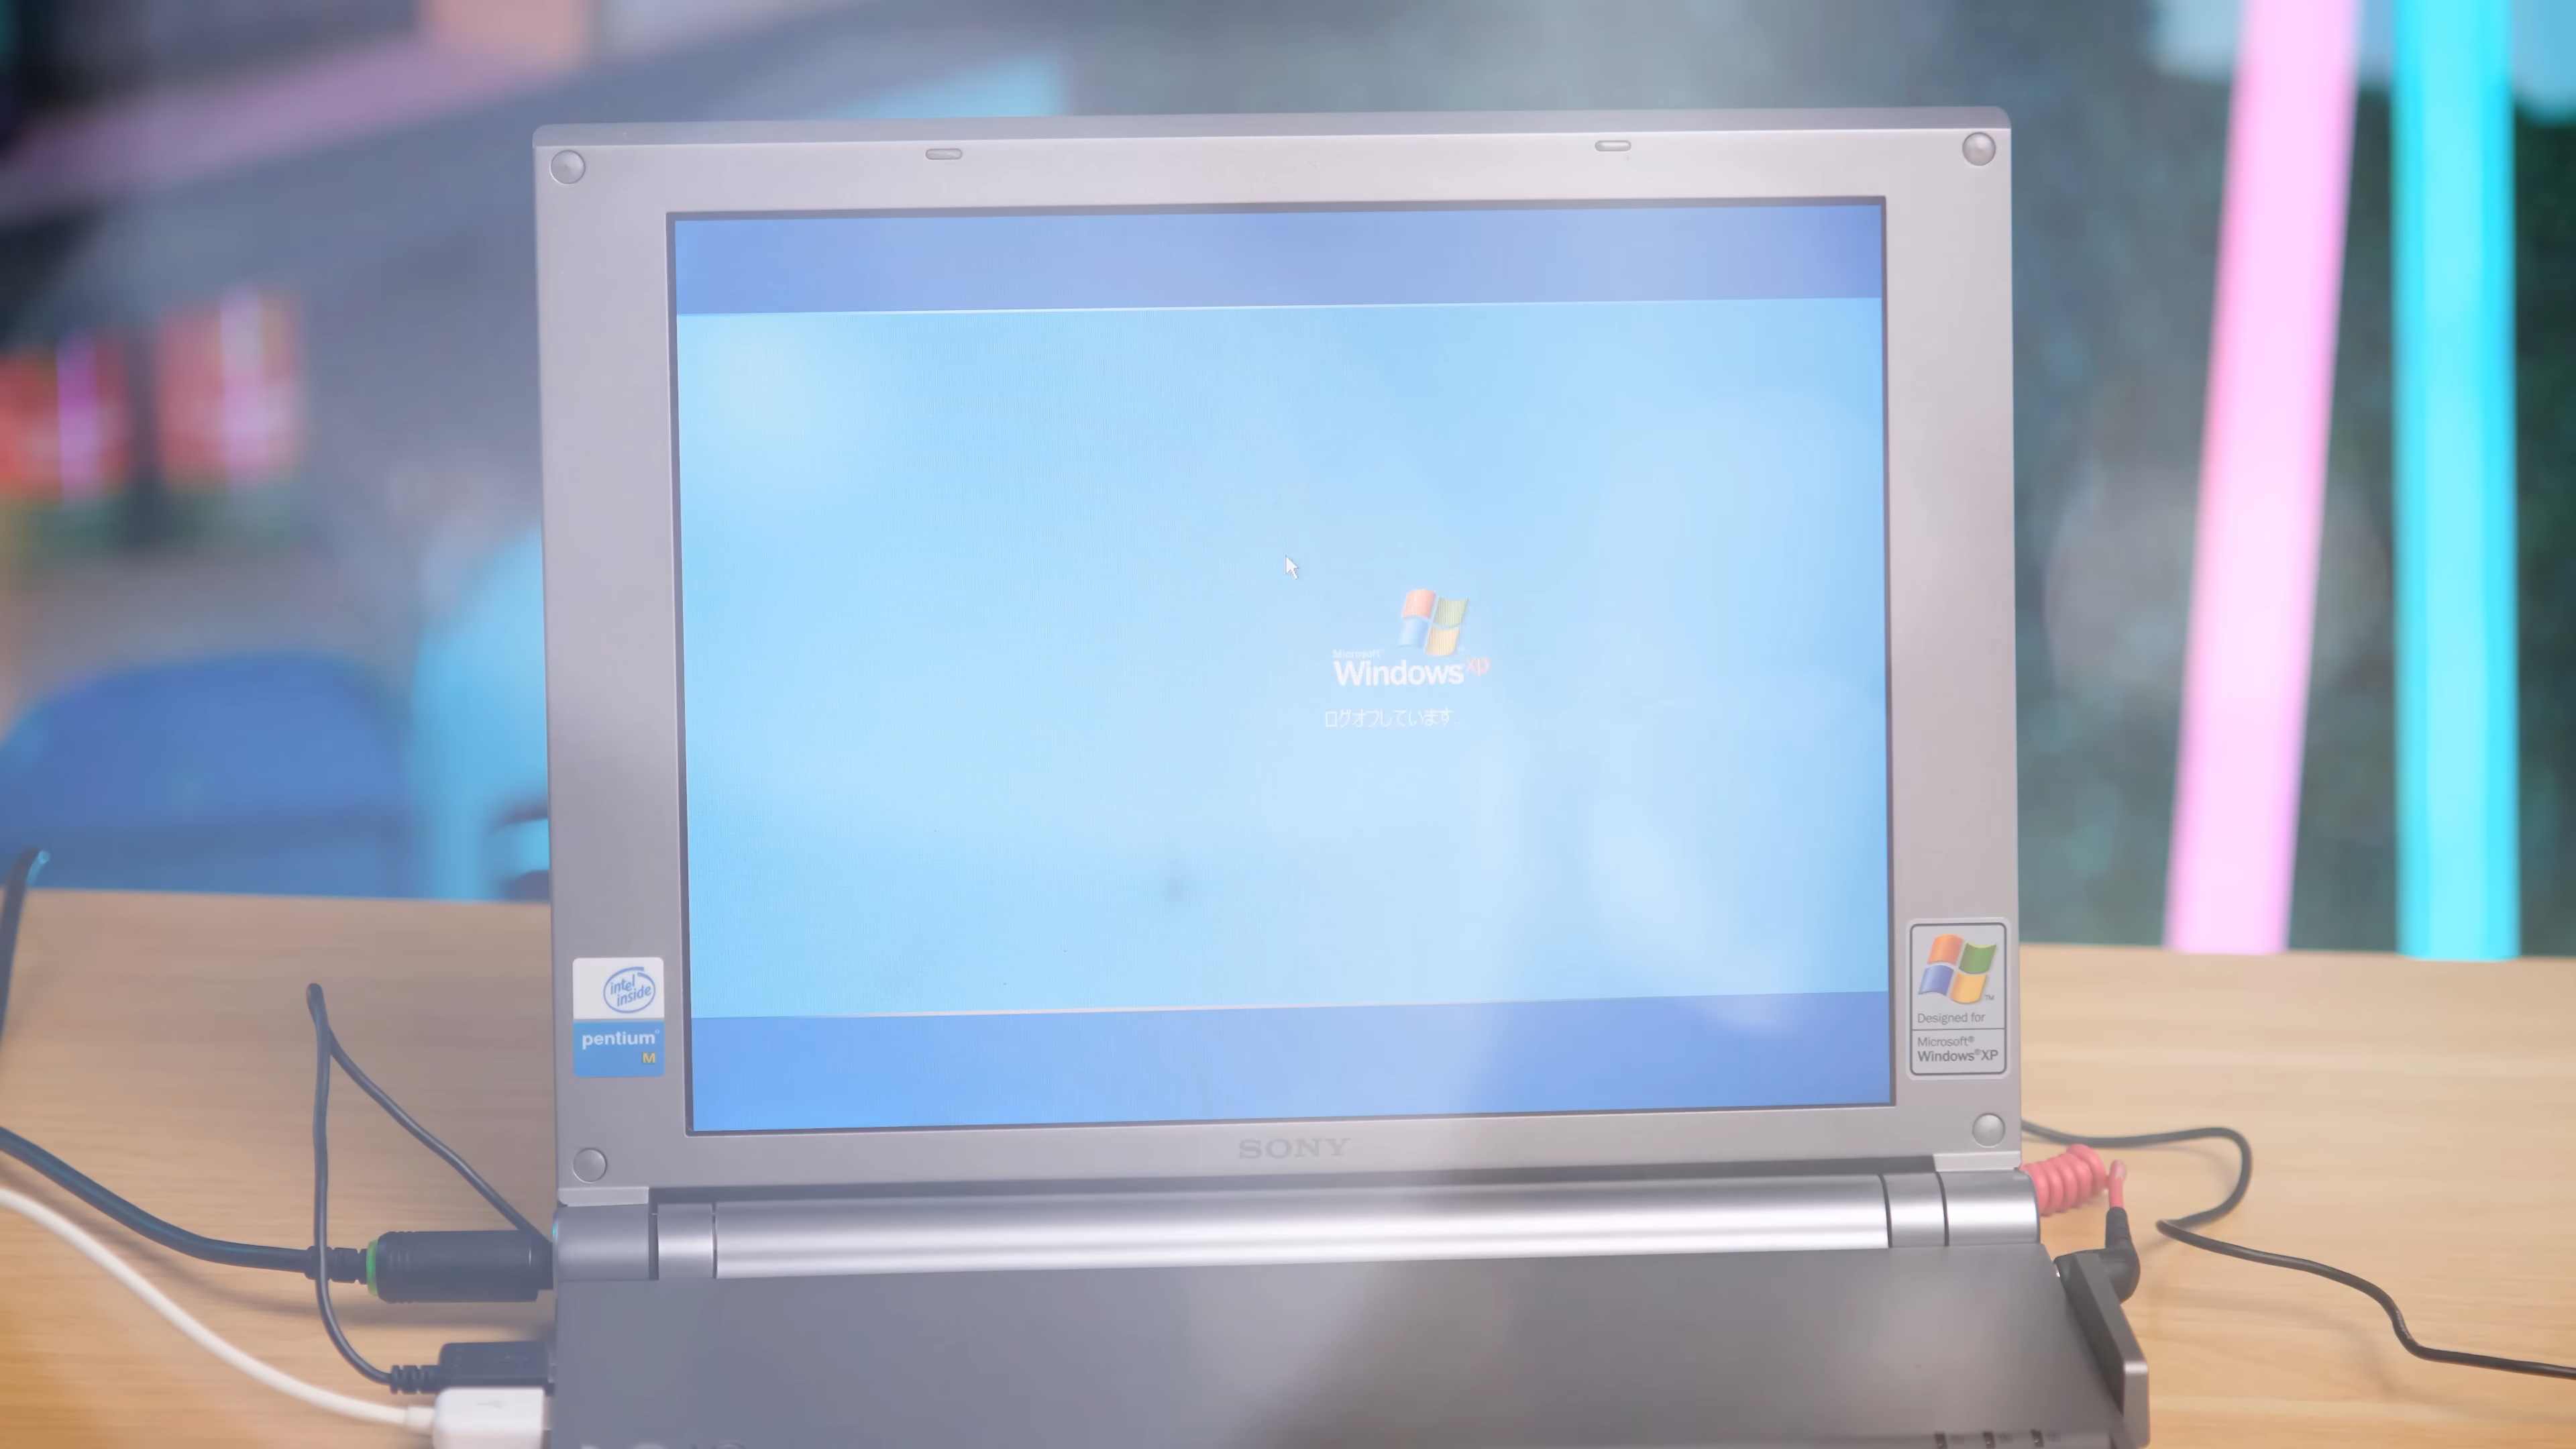 Microsoft
Windows xp
ログオフしています
intel
inside
pentium
M
TM
Designed for
Microsoft®
Windows®XP
SONY